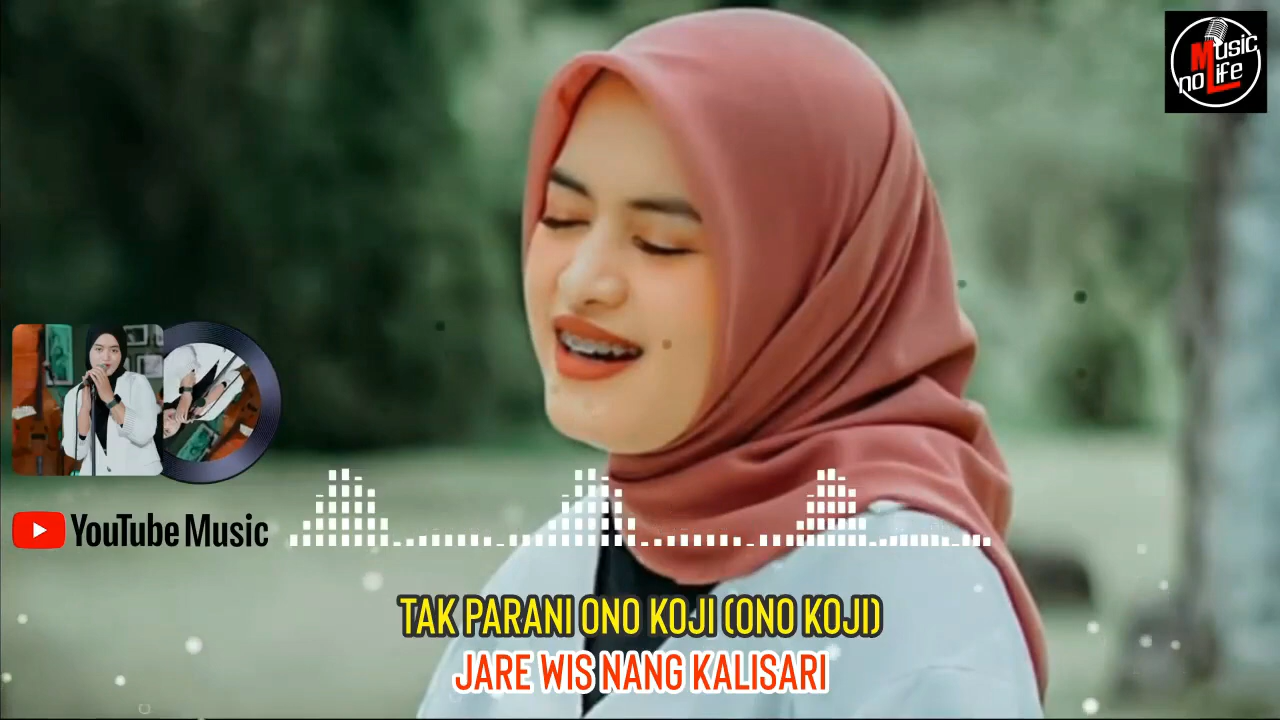 Music
no Life
YouTube Music
TAK PARANI ONO KOJI (ONO KOJI)
JARE WIS NANG KALISARI